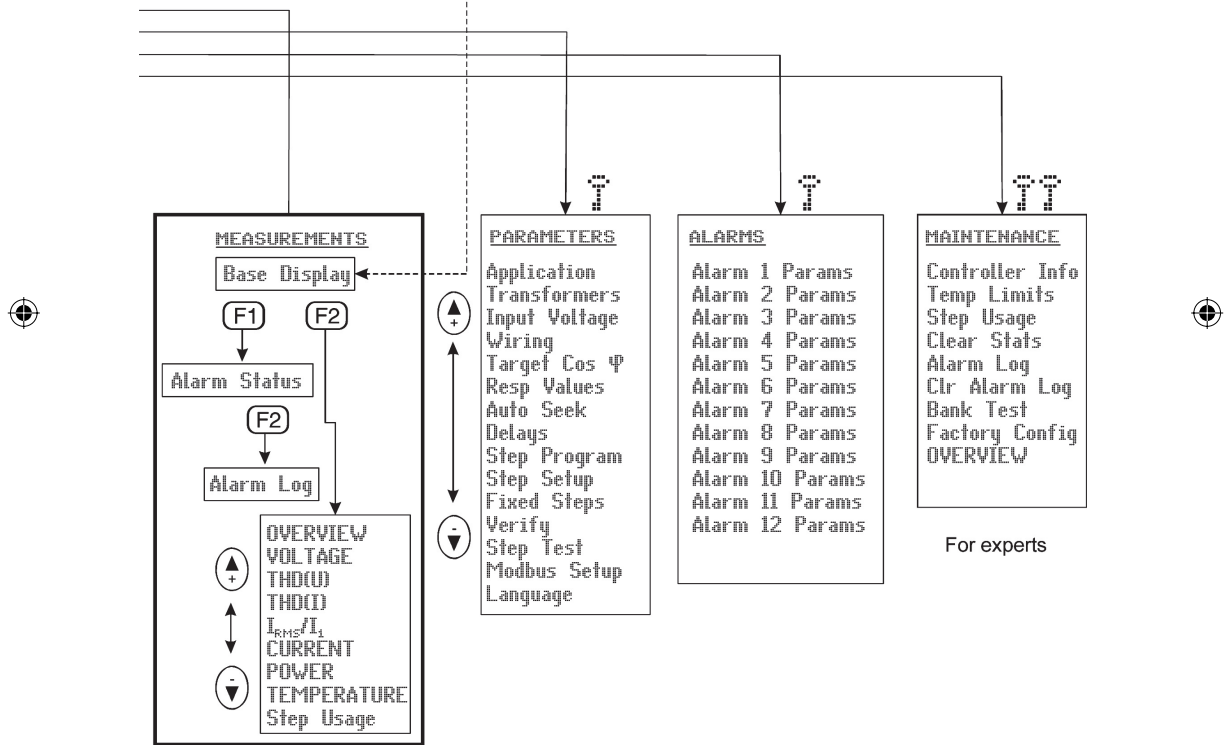 MEASUREMENTS
Base Display
F1 F2
Alarm Status
F2
Alarm Log
OVERVIEW
VOLTAGE
THD(U)
THD(I)
IRMS/I1
CURRENT
POWER
TEMPERATURE
Step Usage
+
-
PARAMETERS
Application
Transformers
Input Voltage
Wiring
Target Cos φ
Resp Values
Auto Seek
Delays
Step Program
Step Setup
Fixed Steps
Verify
Step Test
Modbus Setup
Language
+
-
ALARMS
Alarm 1 Params
Alarm 2 Params
Alarm 3 Params
Alarm 4 Params
Alarm 5 Params
Alarm 6 Params
Alarm 7 Params
Alarm 8 Params
Alarm 9 Params
Alarm 10 Params
Alarm 11 Params
Alarm 12 Params
MAINTENANCE
Controller Info
Temp Limits
Step Usage
Clear Stats
Alarm Log
Clr Alarm Log
Bank Test
Factory Config
OVERVIEW
For experts